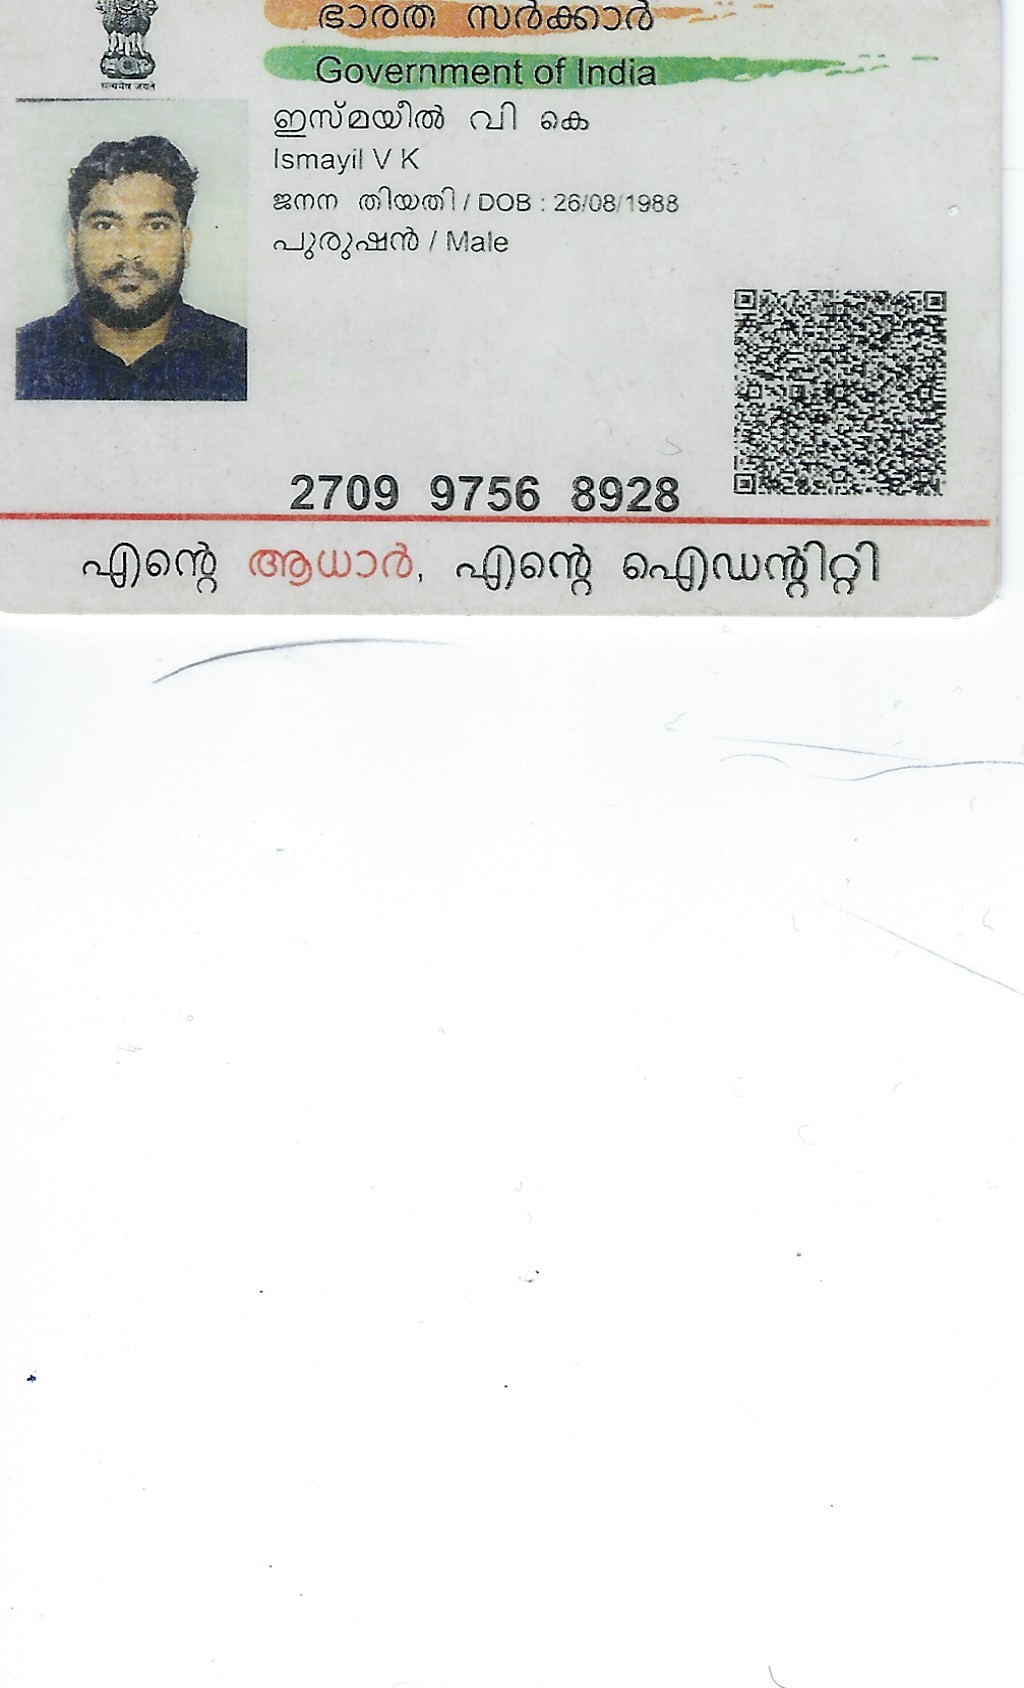 ഭാരത സർക്കാർ
Government of India
सत्यमेव जयते
ഇസ്മയീൽ വി കെ
Ismayil V K
ജനന തിയതി / DOB : 26/08/1988
പുരുഷൻ / Male
2709 9756 8928
എന്റെ ആധാർ, എന്റെ ഐഡന്റിറ്റി